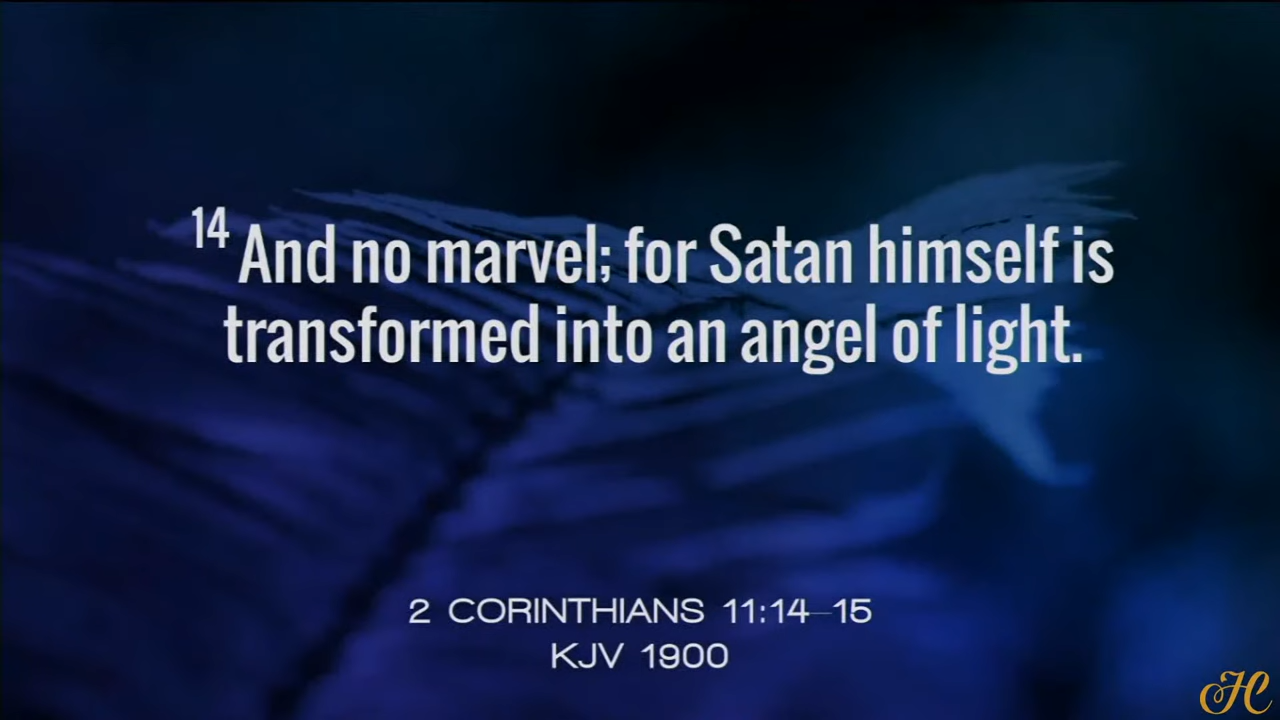 14 And no marvel; for Satan himself is
transformed into an angel of light.
2 CORINTHIANS 11:14–15
KJV 1900
HC